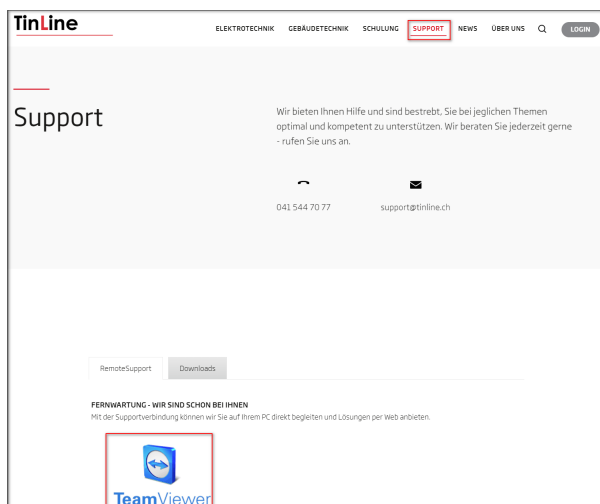 TinLine
ELEKTROTECHNIK GEBÄUDETECHNIK SCHULUNG SUPPORT NEWS ÜBER UNS LOGIN
Support
Wir bieten Ihnen Hilfe und sind bestrebt, Sie bei jeglichen Themen
optimal und kompetent zu unterstützen. Wir beraten Sie jederzeit gerne
- rufen Sie uns an.
041 544 70 77 support@tinline.ch
RemoteSupport Downloads
FERNWARTUNG - WIR SIND SCHON BEI IHNEN
Mit der Supportverbindung können wir Sie auf Ihrem PC direkt begleiten und Lösungen per Web anbieten.
TeamViewer